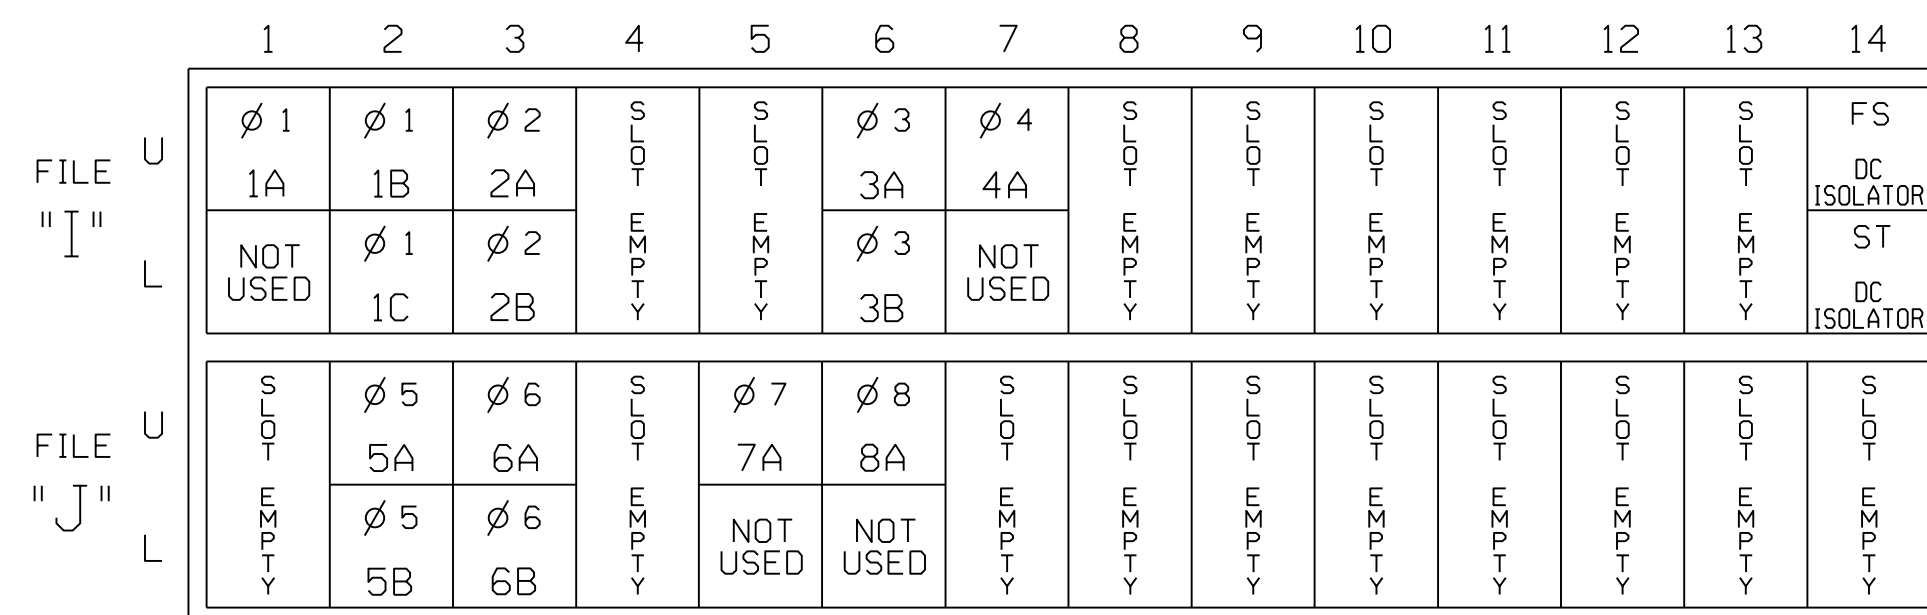 1 2 3 4 5 6 7 8 9 10 11 12 13 14
FILE "I"
U
L
Ø 1
1A
NOT
USED
Ø 1
1B
Ø 1
1C
Ø 2
2A
Ø 2
2B
SLOT EMPTY
SLOT EMPTY
Ø 3
3A
Ø 3
3B
Ø 4
4A
NOT
USED
SLOT EMPTY
SLOT EMPTY
SLOT EMPTY
SLOT EMPTY
SLOT EMPTY
SLOT EMPTY
FS
DC
ISOLATOR
ST
DC
ISOLATOR
FILE "J"
U
L
SLOT EMPTY
Ø 5
5A
Ø 5
5B
Ø 6
6A
Ø 6
6B
SLOT EMPTY
Ø 7
7A
NOT
USED
Ø 8
8A
NOT
USED
SLOT EMPTY
SLOT EMPTY
SLOT EMPTY
SLOT EMPTY
SLOT EMPTY
SLOT EMPTY
SLOT EMPTY
SLOT EMPTY